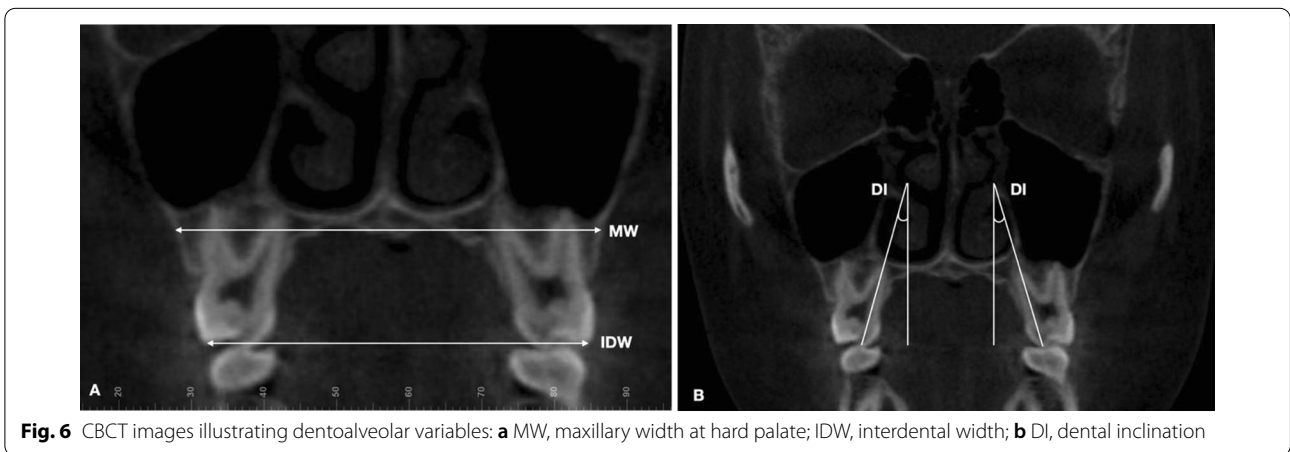 MW
IDW
A
20 30 40 50 60 70 80 90
DI DI
B
Fig. 6 CBCT images illustrating dentoalveolar variables: a MW, maxillary width at hard palate; IDW, interdental width; b DI, dental inclination